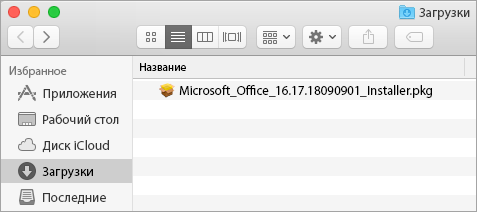 Загрузки
Избранное
Название
Приложения
Microsoft_Office_16.17.18090901_Installer.pkg
Рабочий стол
Диск iCloud
Загрузки
Последние